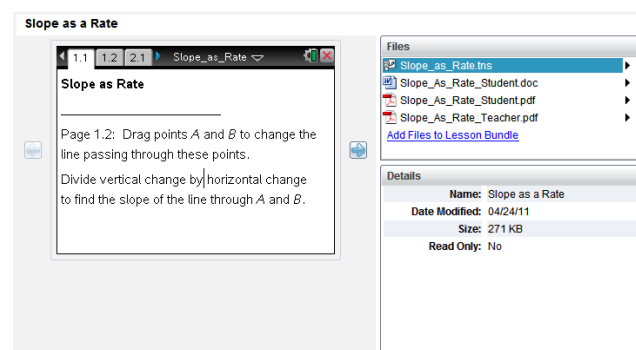 Slope as a Rate
1.1 1.2 2.1 Slope_as_Rate
Slope as Rate
Page 1.2: Drag points A and B to change the
line passing through these points.
Divide vertical change by horizontal change
to find the slope of the line through A and B.
Files
Slope_as_Rate.tns
Slope_As_Rate_Student.doc
Slope_As_Rate_Student.pdf
Slope_As_Rate_Teacher.pdf
Add Files to Lesson Bundle
Details
Name: Slope as a Rate
Date Modified: 04/24/11
Size: 271 KB
Read Only: No